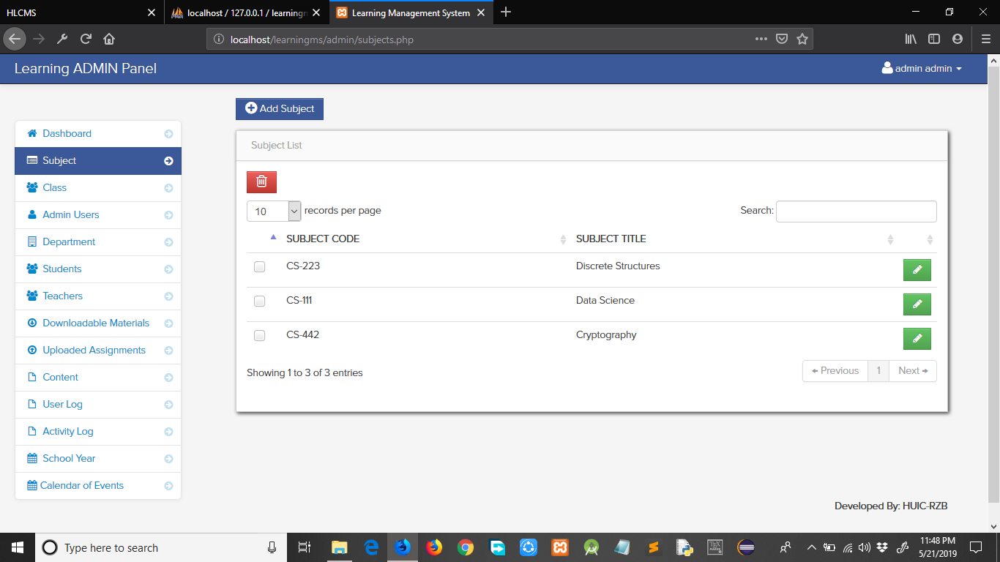 HLCMS
localhost / 127.0.0.1 / learningm
Learning Management System
localhost/learningms/admin/subjects.php
Learning ADMIN Panel
admin admin
Add Subject
Dashboard
Subject
Class
Admin Users
Department
Students
Teachers
Downloadable Materials
Uploaded Assignments
Content
User Log
Activity Log
School Year
Calendar of Events
Subject List
10 records per page
Search:
SUBJECT CODE SUBJECT TITLE
CS-223 Discrete Structures
CS-111 Data Science
CS-442 Cryptography
Showing 1 to 3 of 3 entries
← Previous 1 Next →
Developed By: HUIC-RZB
Type here to search
11:48 PM
5/21/2019